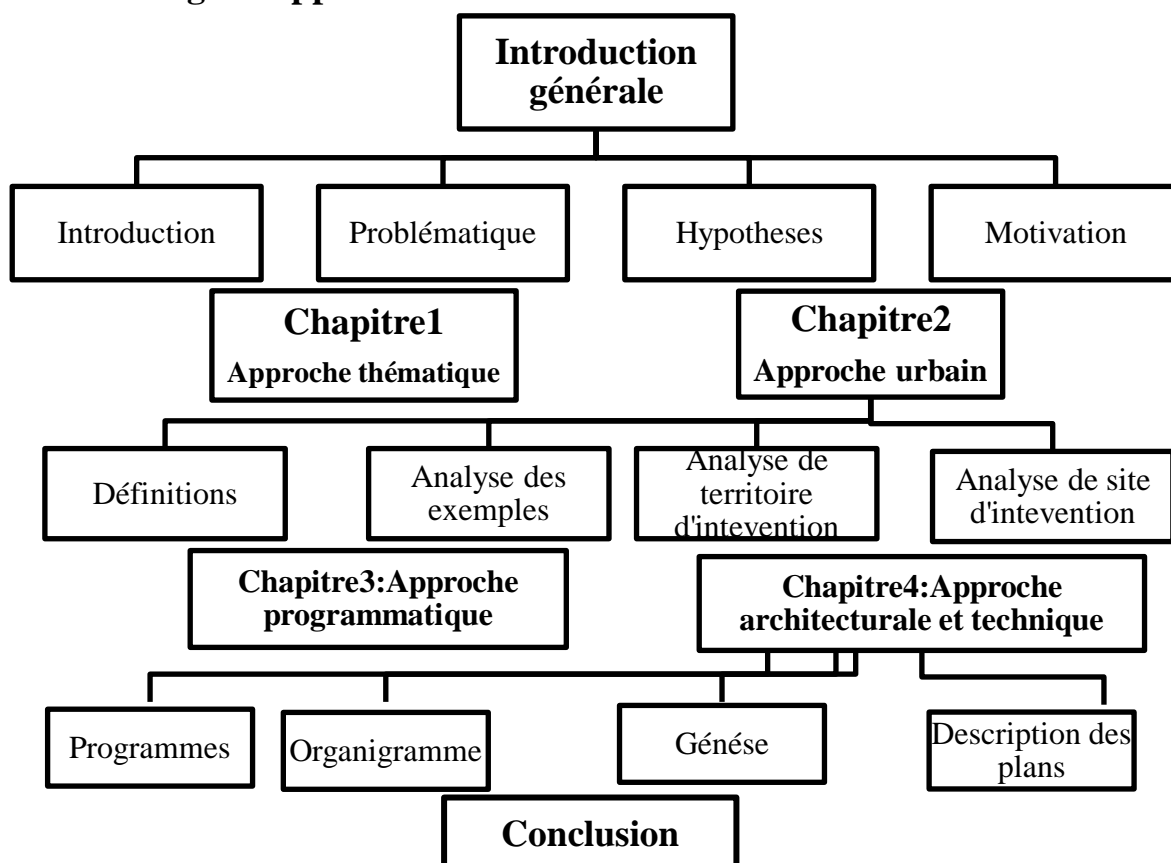 Introduction
générale
Introduction
Problématique
Hypotheses
Motivation
Chapitre1
Approche thématique
Chapitre2
Approche urbain
Définitions
Analyse des
exemples
Analyse de
territoire
d'intevention
Analyse de site
d'intevention
Chapitre3:Approche
programmatique
Chapitre4:Approche
architecturale et technique
Programmes
Organigramme
Génése
Description des
plans
Conclusion